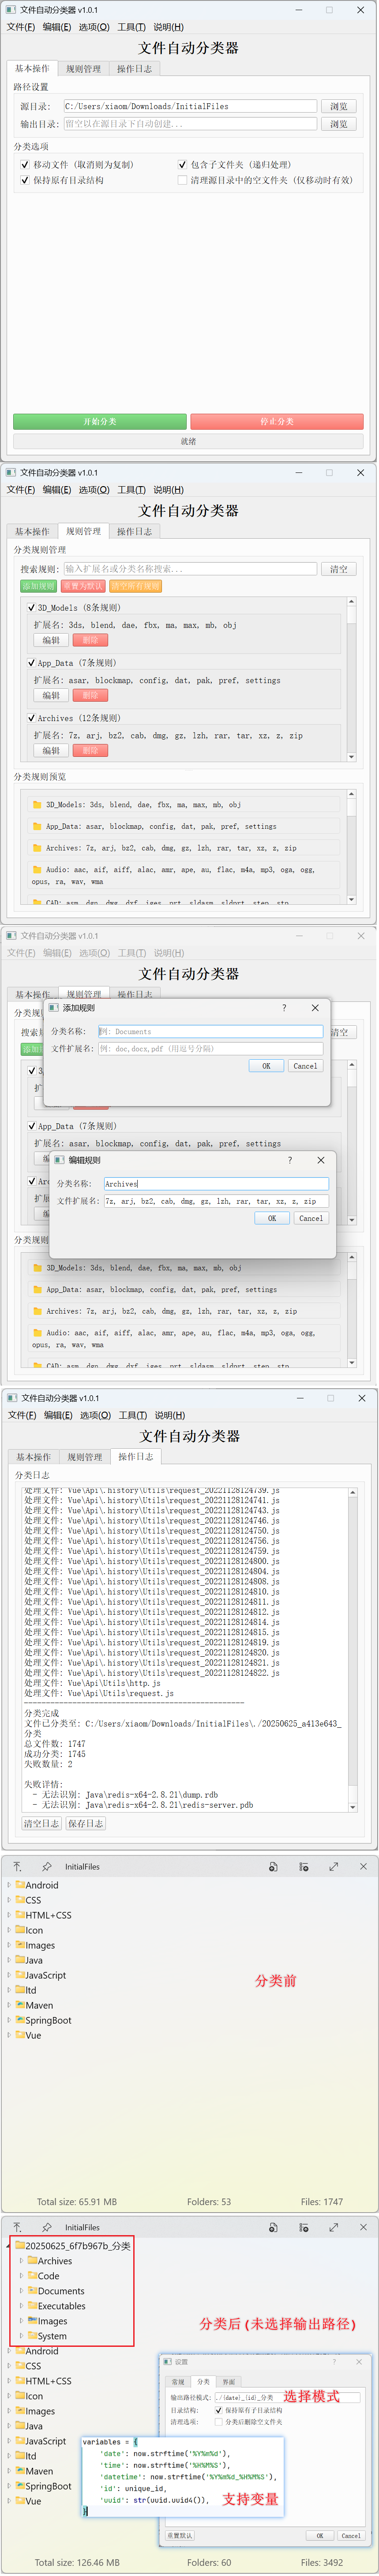 文件自动分类器 v1.0.1
文件(F) 编辑(E) 选项(O) 工具(T) 说明(H)
文件自动分类器
基本操作 规则管理 操作日志
路径设置
源目录: C:/Users/xiaom/Downloads/InitialFiles 浏览
输出目录: 留空以在源目录下自动创建... 浏览
分类选项
移动文件（取消则为复制） 包含子文件夹（递归处理）
保持原有目录结构 清理源目录中的空文件夹（仅移动时有效）
开始分类 停止分类
就绪
文件自动分类器 v1.0.1
文件(F) 编辑(E) 选项(O) 工具(T) 说明(H)
文件自动分类器
基本操作 规则管理 操作日志
分类规则管理
搜索规则: 输入扩展名或分类名称搜索... 清空
添加规则 重置为默认 清空所有规则
3D_Models (8条规则)
扩展名: 3ds, blend, dae, fbx, ma, max, mb, obj
编辑 删除
App_Data (7条规则)
扩展名: asar, blockmap, config, dat, pak, pref, settings
编辑 删除
Archives (12条规则)
扩展名: 7z, arj, bz2, cab, dmg, gz, lzh, rar, tar, xz, z, zip
编辑 删除
分类规则预览
3D_Models: 3ds, blend, dae, fbx, ma, max, mb, obj
App_Data: asar, blockmap, config, dat, pak, pref, settings
Archives: 7z, arj, bz2, cab, dmg, gz, lzh, rar, tar, xz, z, zip
Audio: aac, aif, aiff, alac, amr, ape, au, flac, m4a, mp3, oga, ogg,
opus, ra, wav, wma
CAD: asm, dgn, dwg, dxf, iges, prt, sldasm, sldprt, step, stp,
文件自动分类器 v1.0.1
文件(F) 编辑(E) 选项(O) 工具(T) 说明(H)
文件自动分类器
基本操作 规则管理 操作日志
分类规
添加规则
搜索规 清空
分类名称: 例: Documents
添加规
文件扩展名: 例: doc,docx,pdf (用逗号分隔)
OK Cancel
App_Data (7条规则)
扩展名: asar, blockmap, config, dat, pak, pref, settings
编辑规则
分类名称: Archives
文件扩展名: 7z, arj, bz2, cab, dmg, gz, lzh, rar, tar, xz, z, zip
OK Cancel
分类规则
3D_Models: 3ds, blend, dae, fbx, ma, max, mb, obj
App_Data: asar, blockmap, config, dat, pak, pref, settings
Archives: 7z, arj, bz2, cab, dmg, gz, lzh, rar, tar, xz, z, zip
Audio: aac, aif, aiff, alac, amr, ape, au, flac, m4a, mp3, oga, ogg,
opus, ra, wav, wma
CAD: asm, dgn, dwg, dxf, iges, prt, sldasm, sldprt, step, stp,
文件自动分类器 v1.0.1
文件(F) 编辑(E) 选项(O) 工具(T) 说明(H)
文件自动分类器
基本操作 规则管理 操作日志
分类日志
处理文件: Vue\Api\.history\Utils\request_20221128124739.js
处理文件: Vue\Api\.history\Utils\request_20221128124741.js
处理文件: Vue\Api\.history\Utils\request_20221128124743.js
处理文件: Vue\Api\.history\Utils\request_20221128124746.js
处理文件: Vue\Api\.history\Utils\request_20221128124750.js
处理文件: Vue\Api\.history\Utils\request_20221128124756.js
处理文件: Vue\Api\.history\Utils\request_20221128124759.js
处理文件: Vue\Api\.history\Utils\request_20221128124800.js
处理文件: Vue\Api\.history\Utils\request_20221128124804.js
处理文件: Vue\Api\.history\Utils\request_20221128124808.js
处理文件: Vue\Api\.history\Utils\request_20221128124810.js
处理文件: Vue\Api\.history\Utils\request_20221128124811.js
处理文件: Vue\Api\.history\Utils\request_20221128124812.js
处理文件: Vue\Api\.history\Utils\request_20221128124814.js
处理文件: Vue\Api\.history\Utils\request_20221128124815.js
处理文件: Vue\Api\.history\Utils\request_20221128124819.js
处理文件: Vue\Api\.history\Utils\request_20221128124820.js
处理文件: Vue\Api\.history\Utils\request_20221128124821.js
处理文件: Vue\Api\.history\Utils\request_20221128124822.js
处理文件: Vue\Api\Utils\http.js
处理文件: Vue\Api\Utils\request.js
--------------------------------------------------
分类完成
文件已分类至: C:/Users/xiaom/Downloads/InitialFiles\./20250625_a413e643_
分类
总文件数: 1747
成功分类: 1745
失败数量: 2
失败详情:
- 无法识别: Java\redis-x64-2.8.21\dump.rdb
- 无法识别: Java\redis-x64-2.8.21\redis-server.pdb
清空日志 保存日志
InitialFiles
Android
CSS
HTML+CSS
Icon
Images
Java
JavaScript
ltd
Maven
SpringBoot
Vue
分类前
Total size: 65.91 MB Folders: 53 Files: 1747
InitialFiles
20250625_6f7b967b_分类
Archives
Code
Documents
Executables
Images
System
Android
CSS
HTML+CSS
Icon
Images
Java
JavaScript
ltd
Maven
SpringBoot
Vue
分类后（未选择输出路径）
设置
常规 分类 界面
输出路径模式: ./{date}_{id}_分类 选择模式
目录结构: 保持原有子目录结构
清理选项: 分类后删除空文件夹
variables = {
'date': now.strftime('%Y%m%d'),
'time': now.strftime('%H%M%S'),
'datetime': now.strftime('%Y%m%d_%H%M%S'),
'id': unique_id,
'uuid': str(uuid.uuid4()),
}
支持变量
重置默认 OK Cancel
Total size: 126.46 MB Folders: 60 Files: 3492